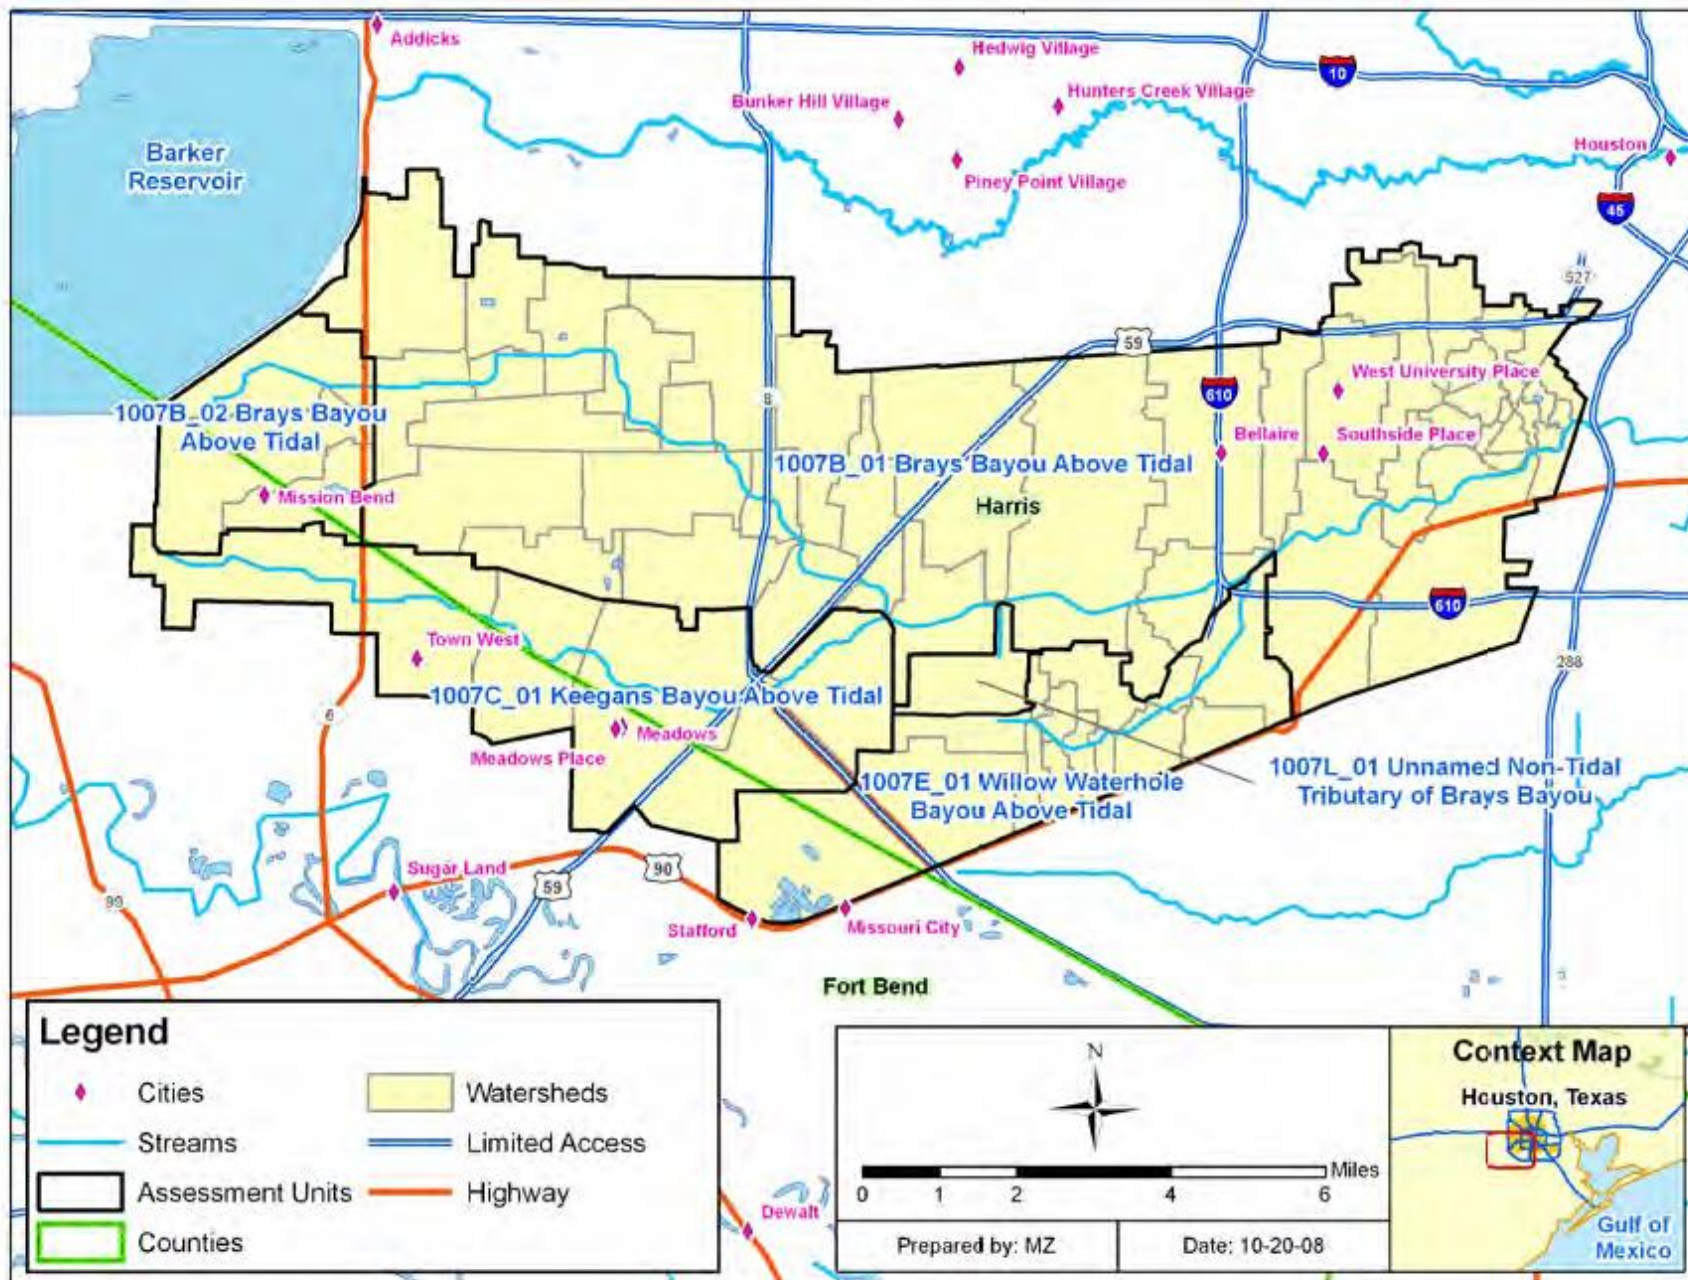 Addicks
Hedwig Village
10
Bunker Hill Village
Hunters Creek Village
Houston
Barker
Reservoir
Piney Point Village
45
527
59
West University Place
8
610
1007B_02 Brays Bayou
Above Tidal
Bellaire
Southside Place
1007B_01 Brays Bayou Above Tidal
Mission Bend
Harris
610
Town West
288
1007C_01 Keegans Bayou Above Tidal
6
Meadows
Meadows Place
1007E_01 Willow Waterhole
Bayou Above Tidal
1007L_01 Unnamed Non-Tidal
Tributary of Brays Bayou
Sugar Land
90
59
99
Stafford
Missouri City
Fort Bend
Legend
Cities
Watersheds
Streams
Limited Access
Assessment Units
Highway
Counties
Dewalt
N
Miles
0 1 2 4 6
Prepared by: MZ
Date: 10-20-08
Context Map
Houston, Texas
Gulf of
Mexico